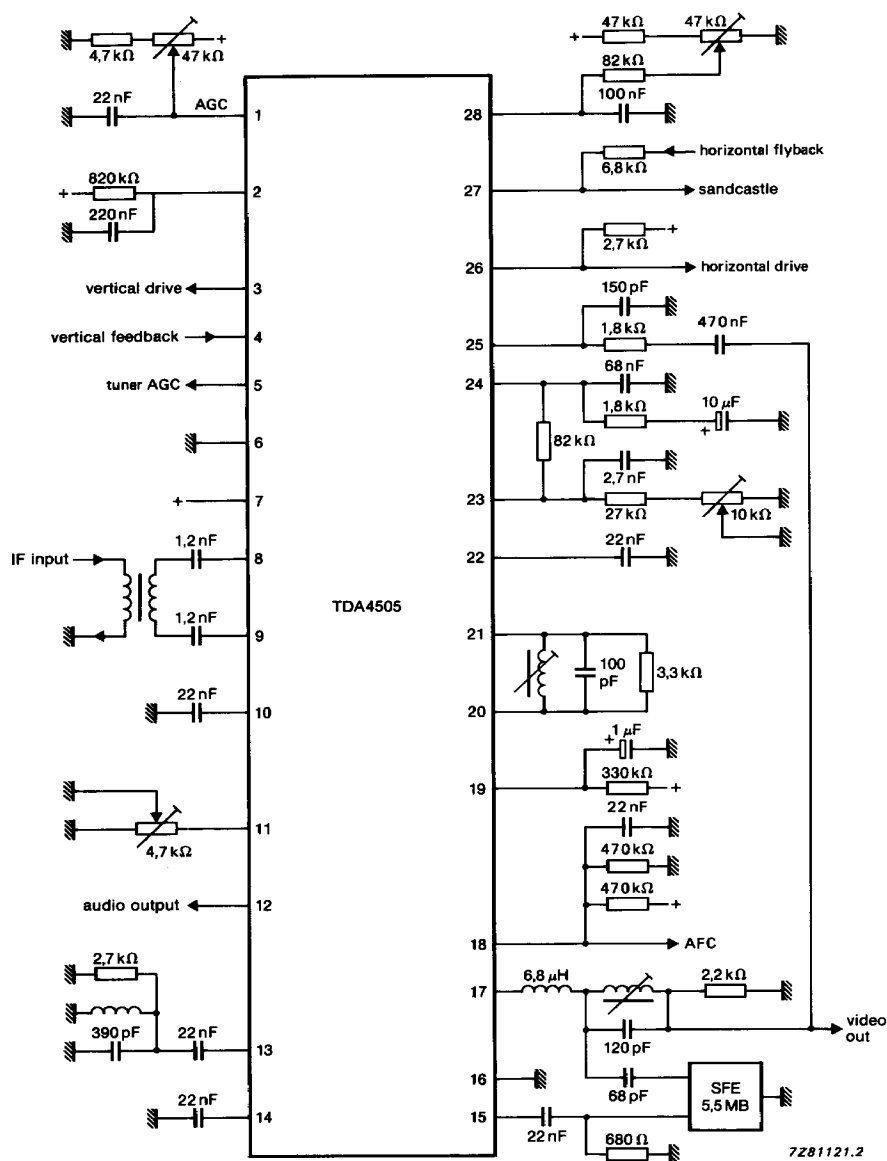 4,7 kΩ
47 kΩ
+
22 nF
AGC
1
820 kΩ
+
2
220 nF
vertical drive
3
vertical feedback
4
tuner AGC
5
6
+
7
IF input
1,2 nF
8
1,2 nF
9
22 nF
10
4,7 kΩ
11
audio output
12
2,7 kΩ
390 pF
22 nF
13
22 nF
14
TDA4505
47 kΩ
47 kΩ
+
82 kΩ
100 nF
28
horizontal flyback
6,8 kΩ
27
sandcastle
+
2,7 kΩ
26
horizontal drive
150 pF
470 nF
25
1,8 kΩ
24
68 nF
1,8 kΩ
10 μF
+
82 kΩ
2,7 nF
23
27 kΩ
10 kΩ
22 nF
22
21
100
pF
3,3 kΩ
20
+
1 μF
19
330 kΩ
+
22 nF
470 kΩ
470 kΩ
+
18
AFC
17
6,8 μH
2,2 kΩ
120 pF
video
out
16
68 pF
SFE
5,5 MB
15
22 nF
680 Ω
7Z81121.2